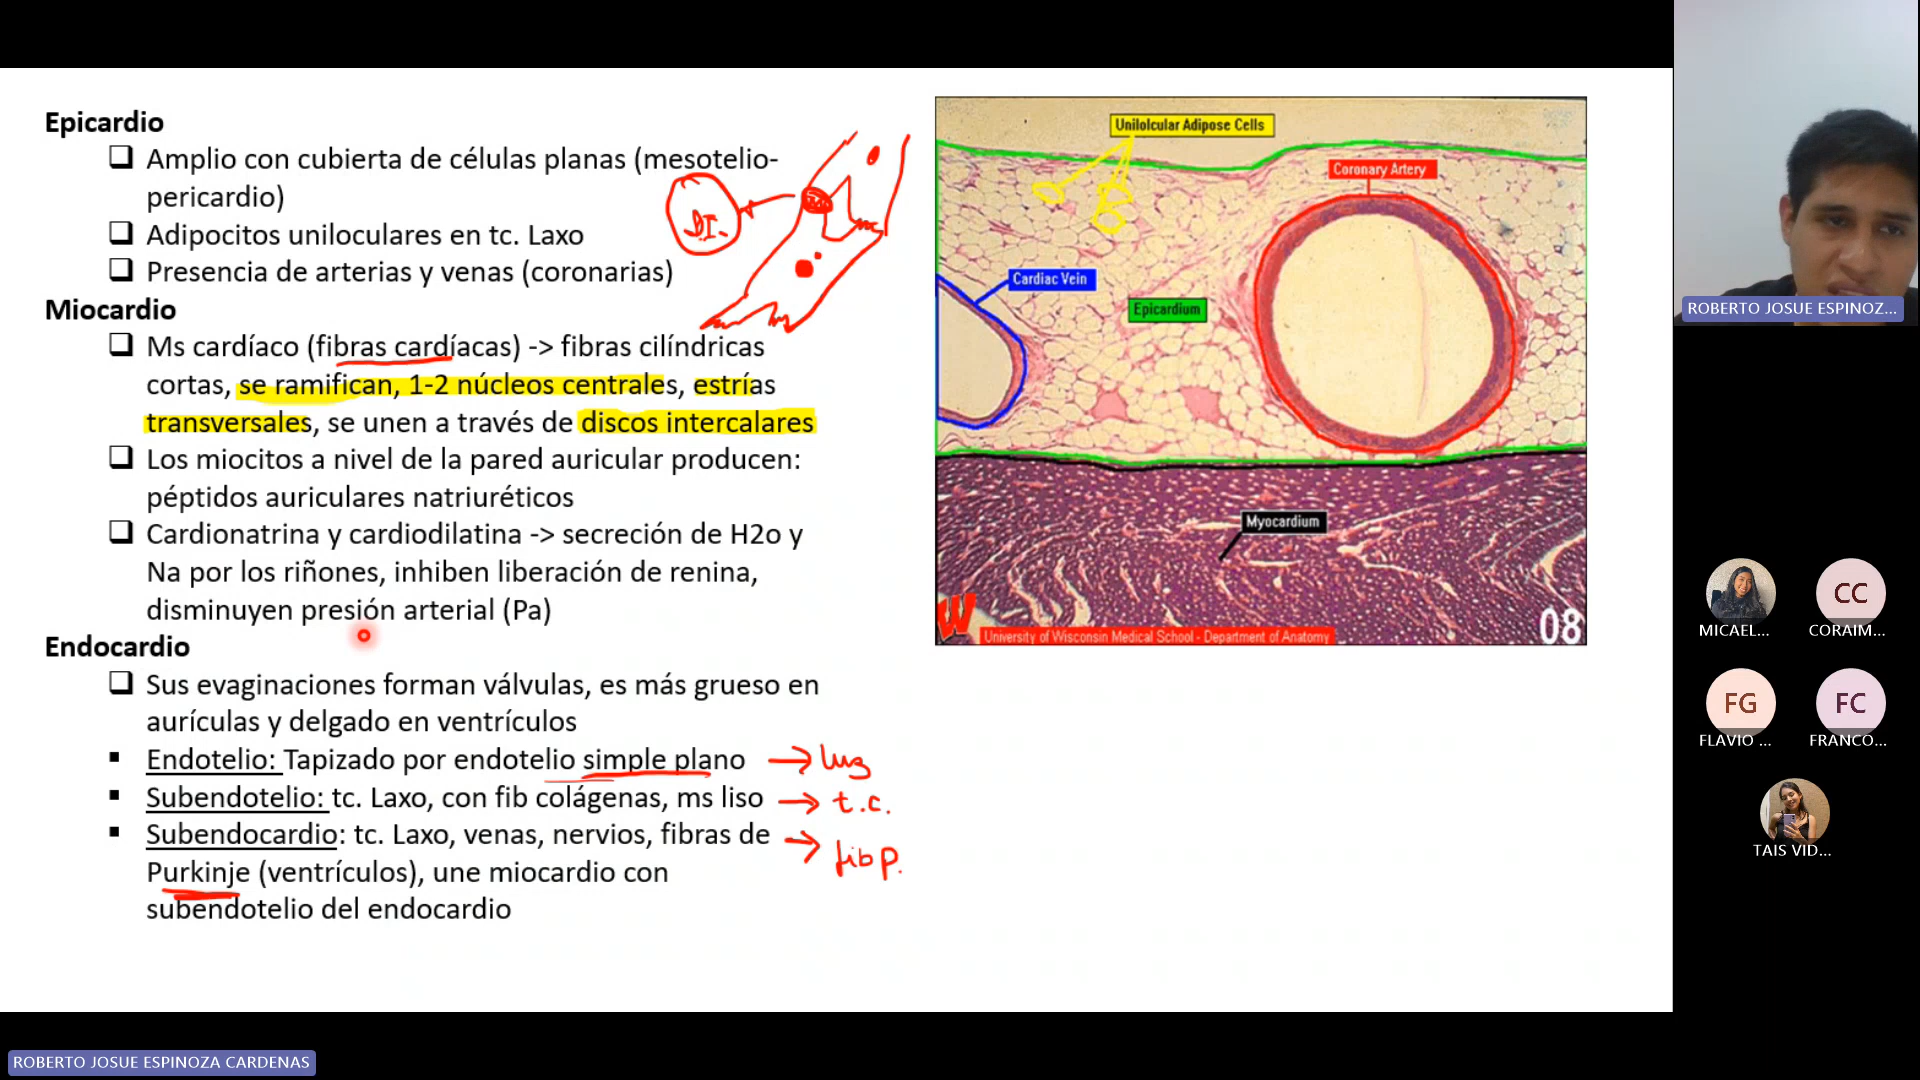 Epicardio
❑ Amplio con cubierta de células planas (mesotelio-
pericardio)
❑ Adipocitos uniloculares en tc. Laxo
❑ Presencia de arterias y venas (coronarias)
D.I.
Miocardio
❑ Ms cardíaco (fibras cardíacas) -> fibras cilíndricas
cortas, se ramifican, 1-2 núcleos centrales, estrías
transversales, se unen a través de discos intercalares
❑ Los miocitos a nivel de la pared auricular producen:
péptidos auriculares natriuréticos
❑ Cardionatrina y cardiodilatina -> secreción de H2o y
Na por los riñones, inhiben liberación de renina,
disminuyen presión arterial (Pa)
Endocardio
❑ Sus evaginaciones forman válvulas, es más grueso en
aurículas y delgado en ventrículos
▪ Endotelio: Tapizado por endotelio simple plano → luz
▪ Subendotelio: tc. Laxo, con fib colágenas, ms liso → t.c.
▪ Subendocardio: tc. Laxo, venas, nervios, fibras de → fib P.
Purkinje (ventrículos), une miocardio con
subendotelio del endocardio
Unilolcular Adipose Cells
Coronary Artery
Cardiac Vein
Epicardium
Myocardium
W
University of Wisconsin Medical School - Department of Anatomy
08
ROBERTO JOSUE ESPINOZ...
CC
MICAEL...
CORAIM...
FG
FC
FLAVIO ...
FRANCO...
TAIS VID...
ROBERTO JOSUE ESPINOZA CARDENAS